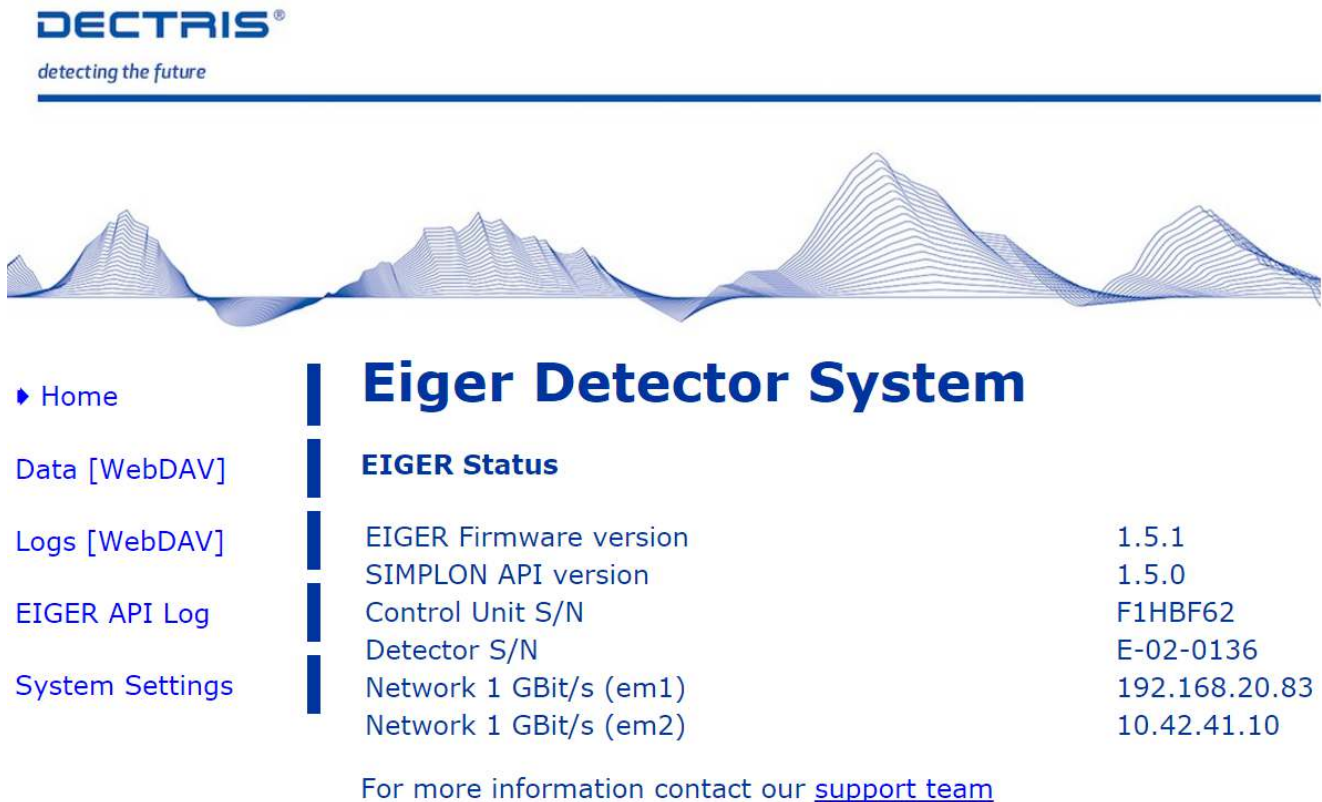 DECTRIS®
detecting the future
Home
Data [WebDAV]
Logs [WebDAV]
EIGER API Log
System Settings
Eiger Detector System
EIGER Status
EIGER Firmware version 1.5.1
SIMPLON API version 1.5.0
Control Unit S/N F1HBF62
Detector S/N E-02-0136
Network 1 GBit/s (em1) 192.168.20.83
Network 1 GBit/s (em2) 10.42.41.10
For more information contact our support team